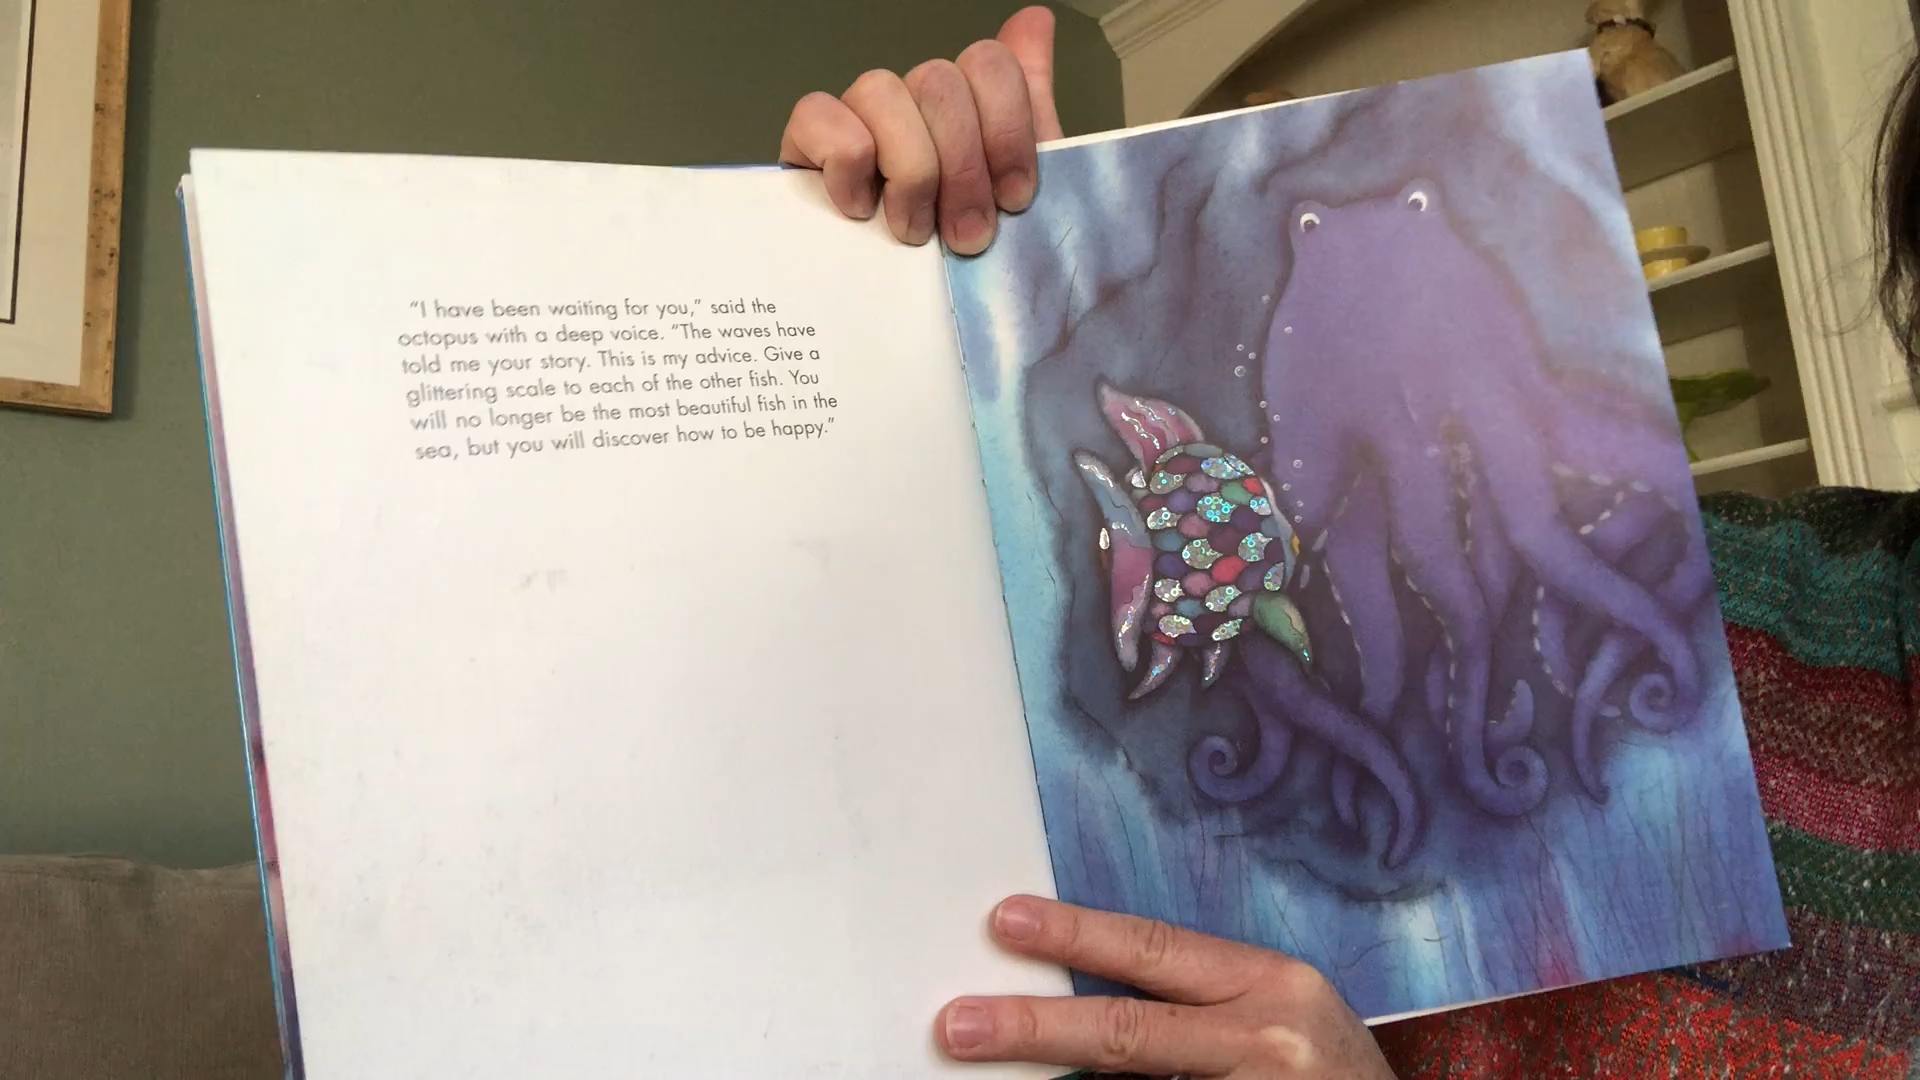 “I have been waiting for you,” said the
octopus with a deep voice. “The waves have
told me your story. This is my advice. Give a
glittering scale to each of the other fish. You
will no longer be the most beautiful fish in the
sea, but you will discover how to be happy.”